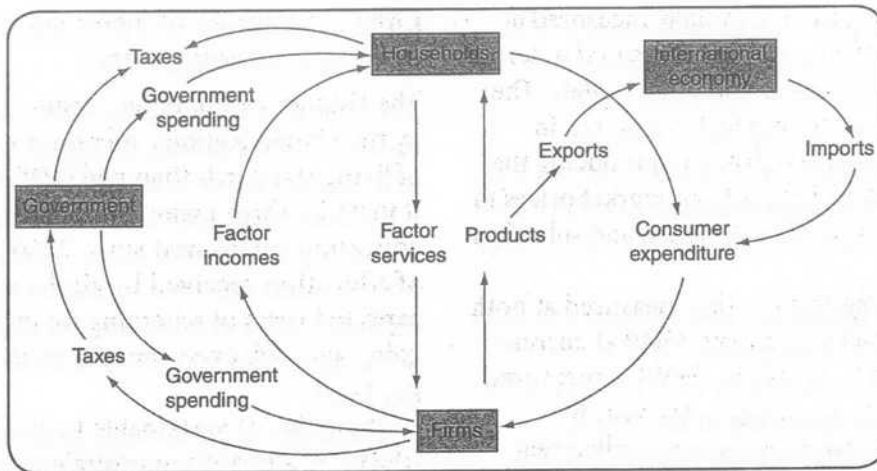 Households
International
economy
Taxes
Government
spending
Exports
Imports
Government
Factor
incomes
Factor
services
Products
Consumer
expenditure
Taxes
Government
spending
Firms